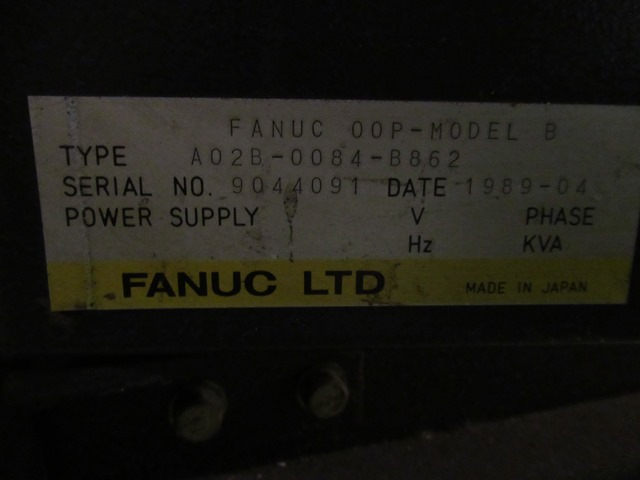 FANUC 00P-MODEL B
TYPE A02B-0084-B862
SERIAL NO. 9044091 DATE 1989-04
POWER SUPPLY V PHASE
Hz KVA
FANUC LTD MADE IN JAPAN